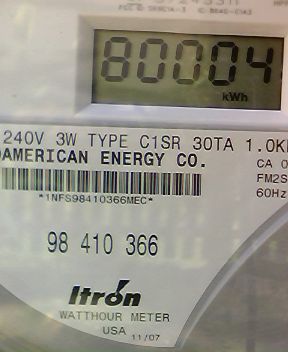 80004
kWh
240V 3W TYPE C1SR 30TA 1.0K
AMERICAN ENERGY CO.
CA
FM2S
60Hz
*1NFS98410366MEC*
98 410 366
Itrón
WATTHOUR METER
USA 11/07